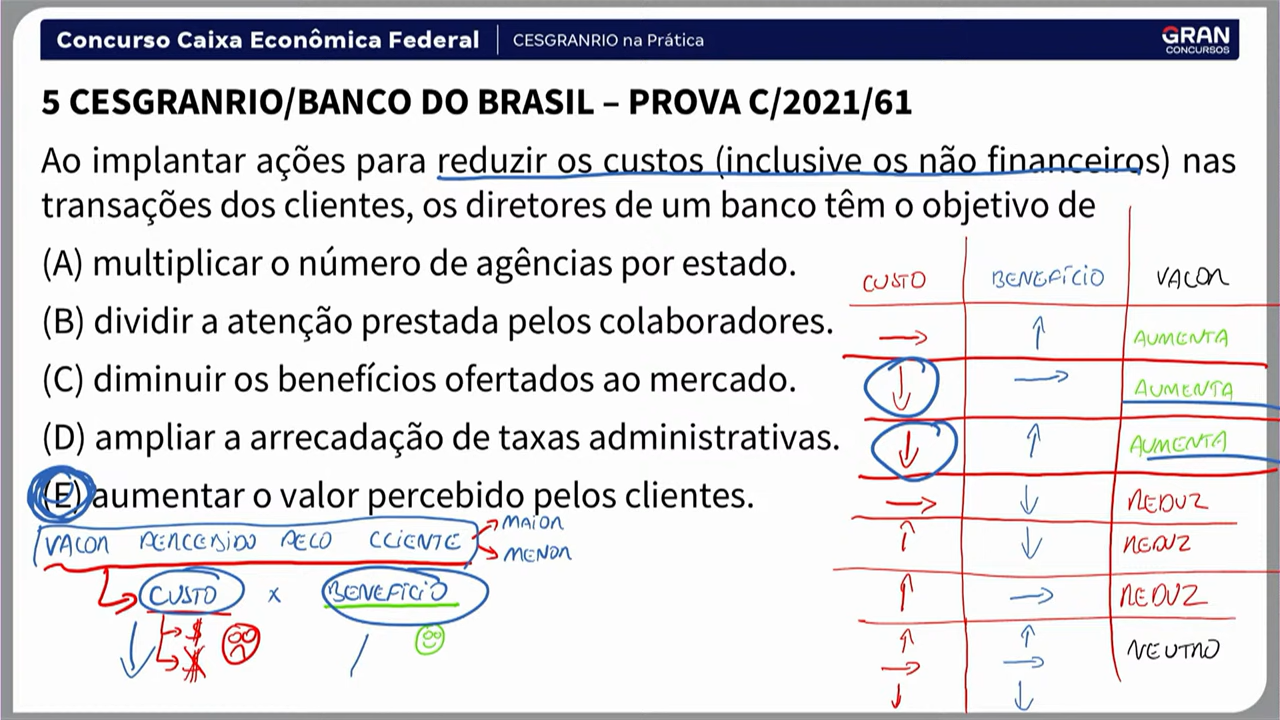 Concurso Caixa Econômica Federal | CESGRANRIO na Prática
GRAN
CONCURSOS
5 CESGRANRIO/BANCO DO BRASIL – PROVA C/2021/61
Ao implantar ações para reduzir os custos (inclusive os não financeiros) nas
transações dos clientes, os diretores de um banco têm o objetivo de
(A) multiplicar o número de agências por estado.
(B) dividir a atenção prestada pelos colaboradores.
(C) diminuir os benefícios ofertados ao mercado.
(D) ampliar a arrecadação de taxas administrativas.
(E) aumentar o valor percebido pelos clientes.
VALOR PERCEBIDO PELO CLIENTE
MAIOR
MENOR
CUSTO x BENEFÍCIO
$
$
CUSTO BENEFÍCIO VALOR
→ ↑ AUMENTA
↓ → AUMENTA
↓ ↑ AUMENTA
→ ↓ REDUZ
↑ ↓ REDUZ
↑ → REDUZ
↑ ↑ NEUTRO
→ →
↓ ↓